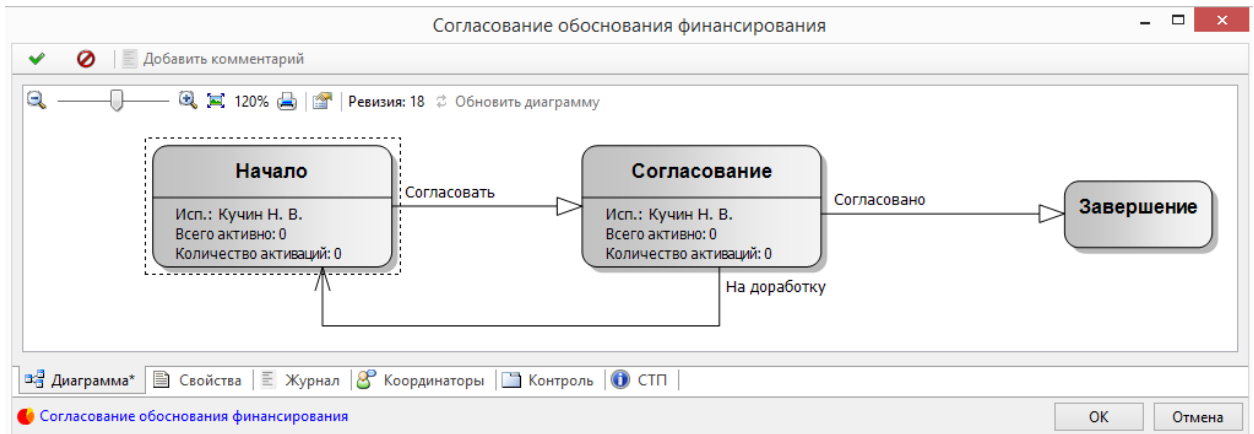 Согласование обоснования финансирования
Добавить комментарий
120% Ревизия: 18 Обновить диаграмму
Начало
Исп.: Кучин Н. В.
Всего активно: 0
Количество активаций: 0
Согласовать
Согласование
Исп.: Кучин Н. В.
Всего активно: 0
Количество активаций: 0
Согласовано
Завершение
На доработку
Диаграмма* Свойства Журнал Координаторы Контроль СТП
Согласование обоснования финансирования
ОК Отмена